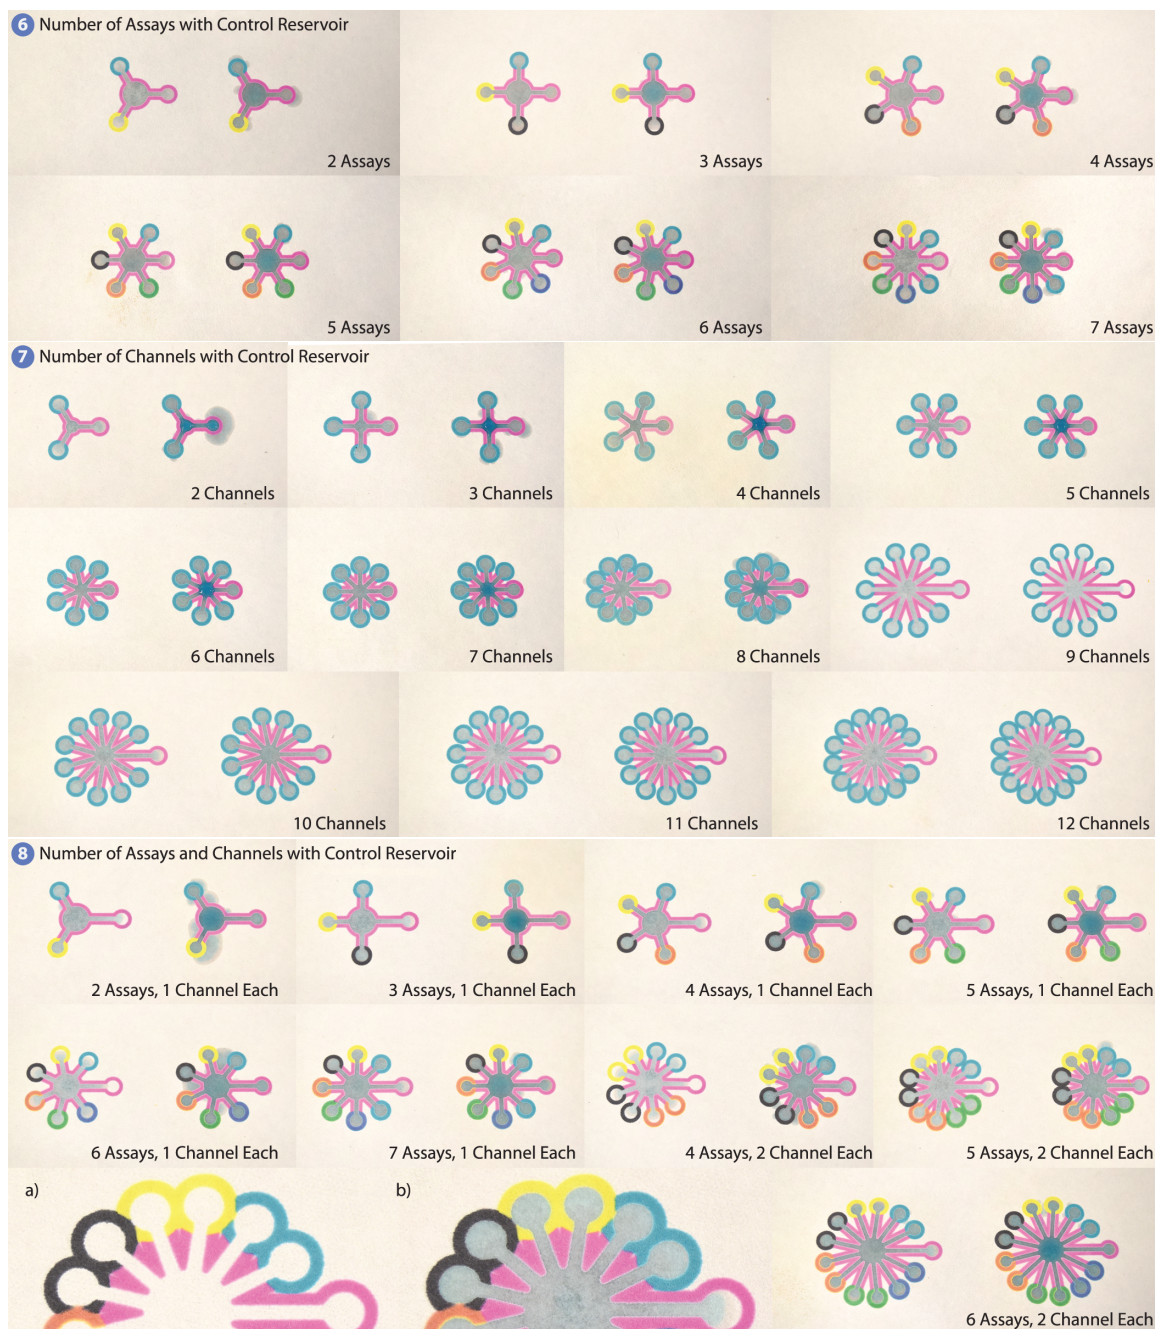 6 Number of Assays with Control Reservoir
2 Assays
3 Assays
4 Assays
5 Assays
6 Assays
7 Assays
7 Number of Channels with Control Reservoir
2 Channels
3 Channels
4 Channels
5 Channels
6 Channels
7 Channels
8 Channels
9 Channels
10 Channels
11 Channels
12 Channels
8 Number of Assays and Channels with Control Reservoir
2 Assays, 1 Channel Each
3 Assays, 1 Channel Each
4 Assays, 1 Channel Each
5 Assays, 1 Channel Each
6 Assays, 1 Channel Each
7 Assays, 1 Channel Each
4 Assays, 2 Channel Each
5 Assays, 2 Channel Each
a)
b)
6 Assays, 2 Channel Each